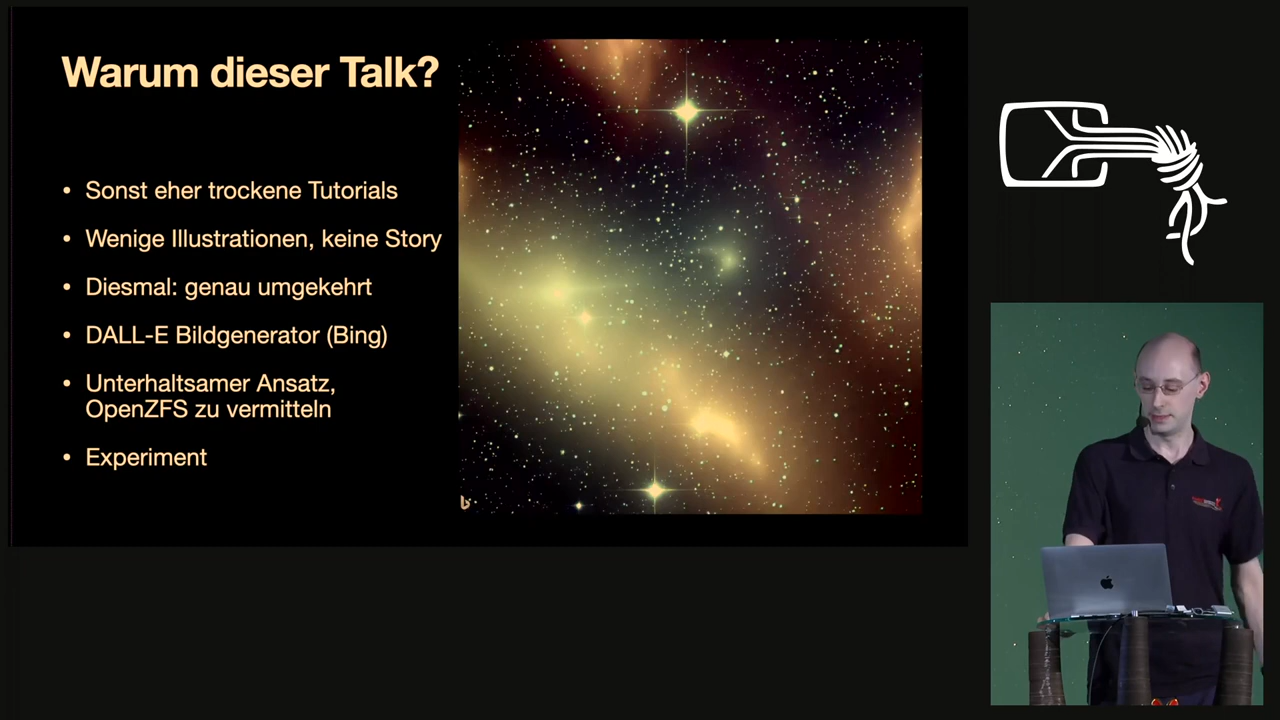 Warum dieser Talk?
• Sonst eher trockene Tutorials
• Wenige Illustrationen, keine Story
• Diesmal: genau umgekehrt
• DALL-E Bildgenerator (Bing)
• Unterhaltsamer Ansatz,
OpenZFS zu vermitteln
• Experiment